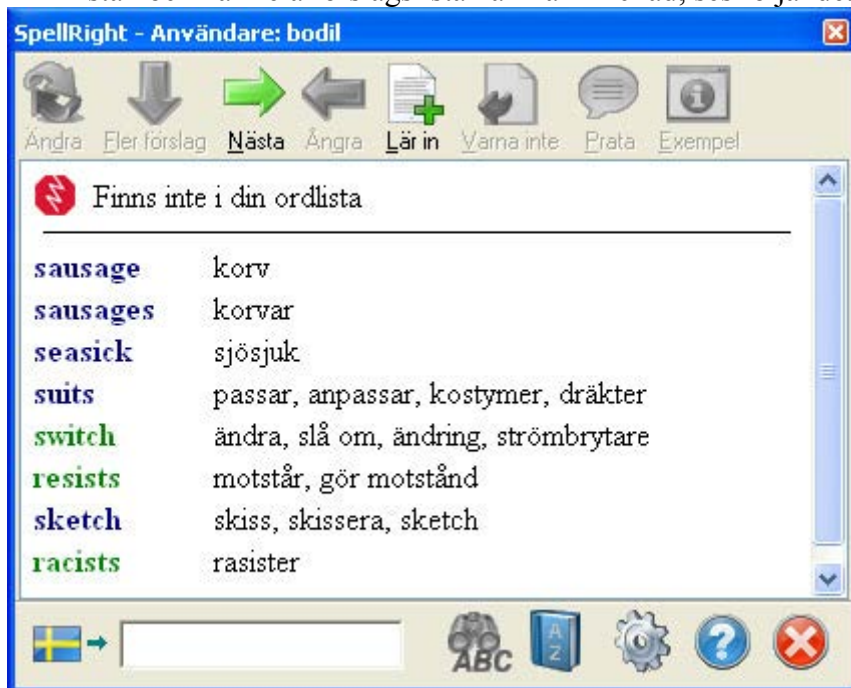 SpellRight - Användare: bodil
Ändra Fler förslag Nästa Ångra Lär in Varna inte Prata Exempel
Finns inte i din ordlista
sausage korv
sausages korvar
seasick sjösjuk
suits passar, anpassar, kostymer, dräkter
switch ändra, slå om, ändring, strömbrytare
resists motstår, gör motstånd
sketch skiss, skissera, sketch
racists rasister
ABC A Z